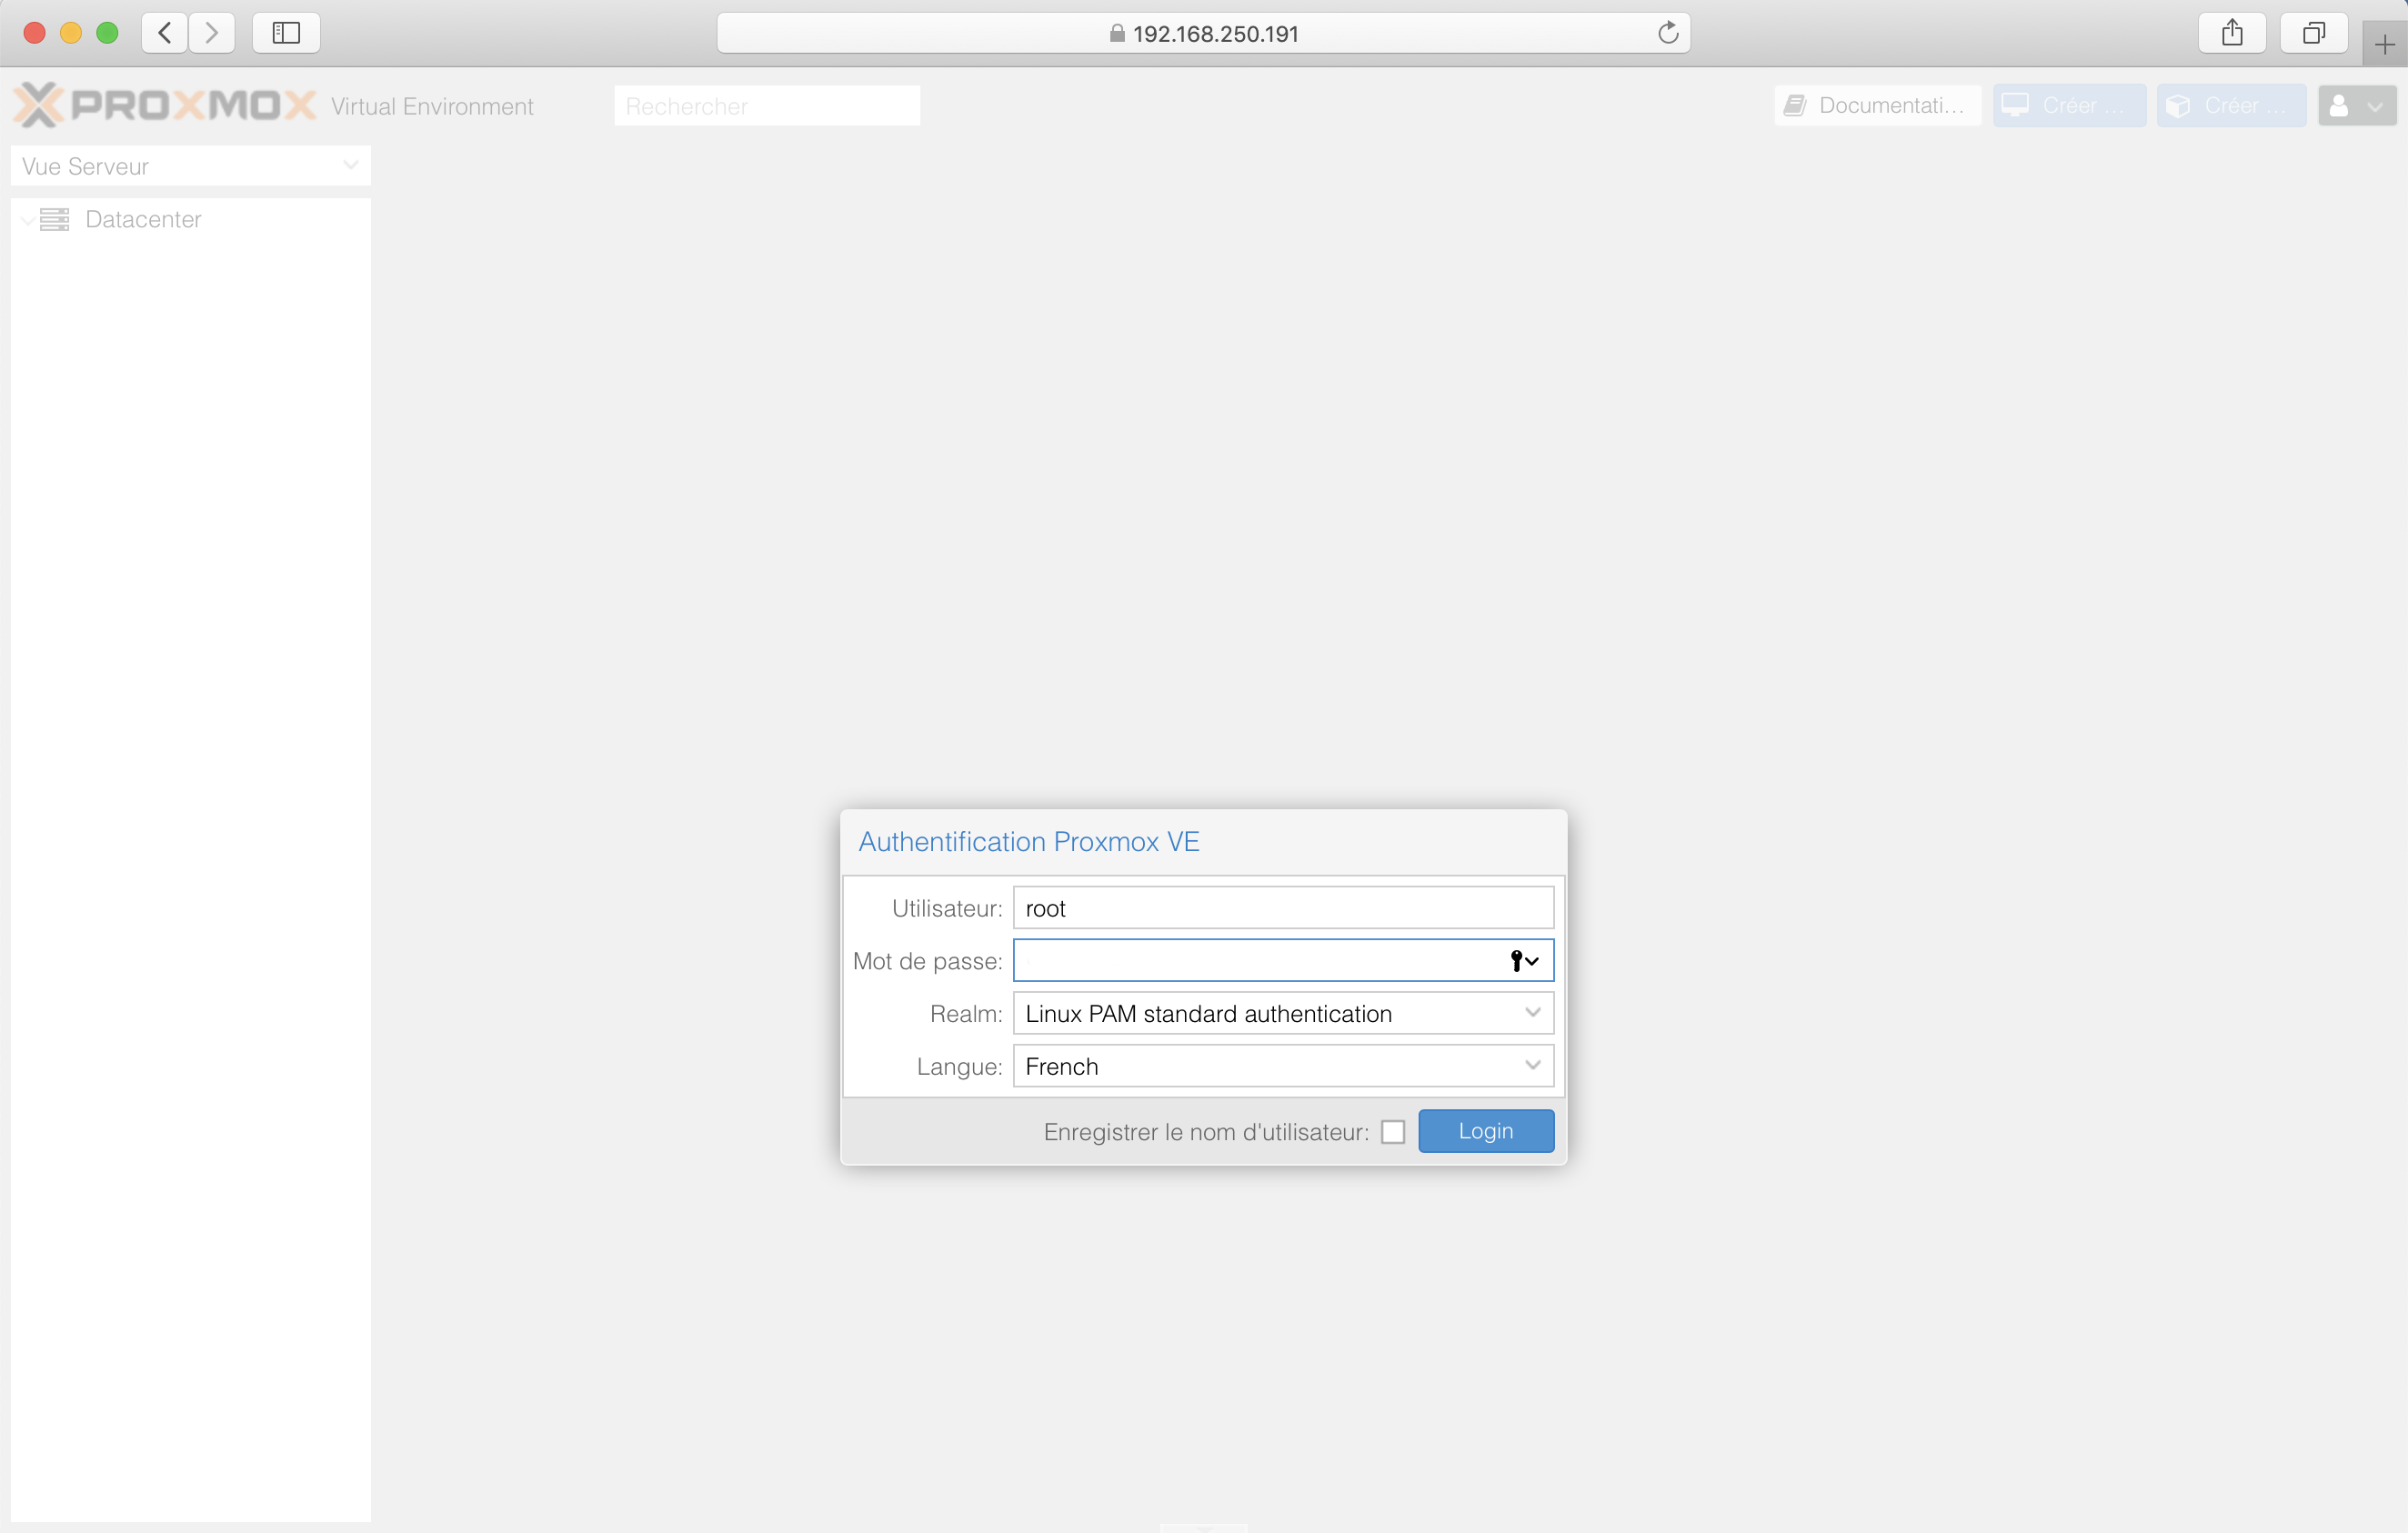 192.168.250.191
PROXMOX Virtual Environment Rechercher Documentati... Créer ... Créer ...
Vue Serveur
Datacenter
Authentification Proxmox VE
Utilisateur: root
Mot de passe:
Realm: Linux PAM standard authentication
Langue: French
Enregistrer le nom d'utilisateur: Login